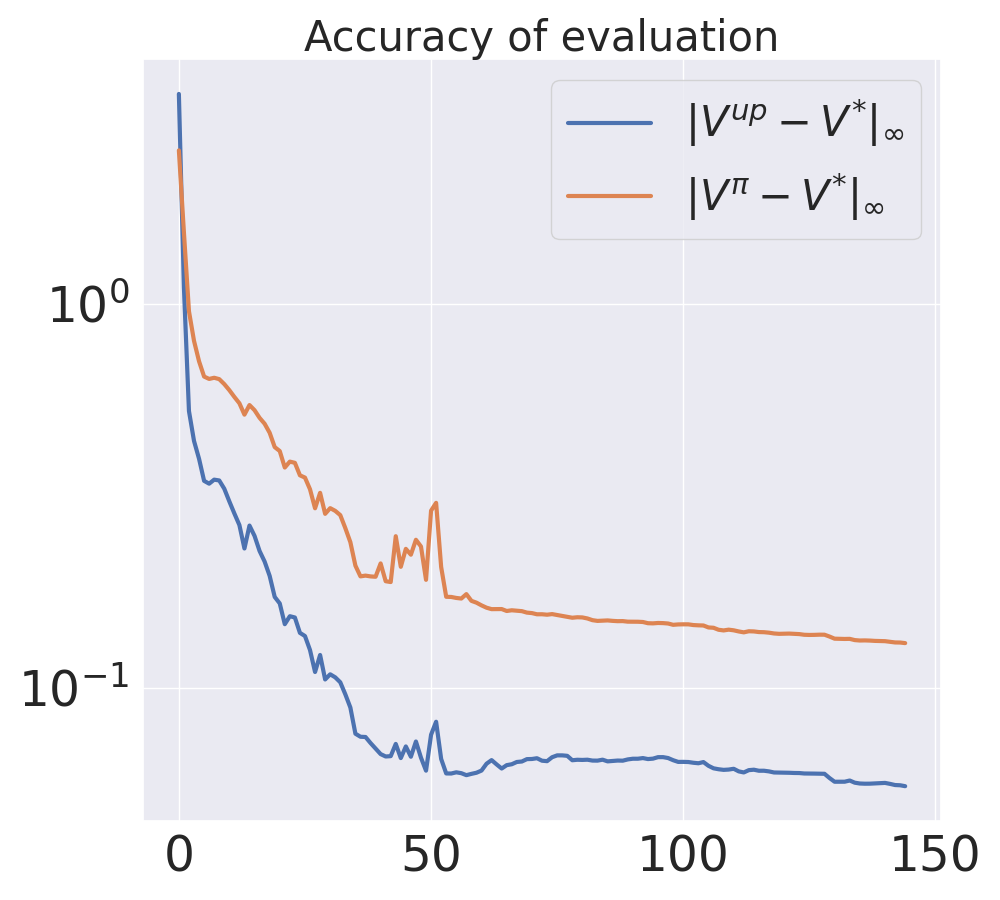 Accuracy of evaluation
|V^{up} − V^*|_∞
|V^π − V^*|_∞
10^0
10^{−1}
0 50 100 150